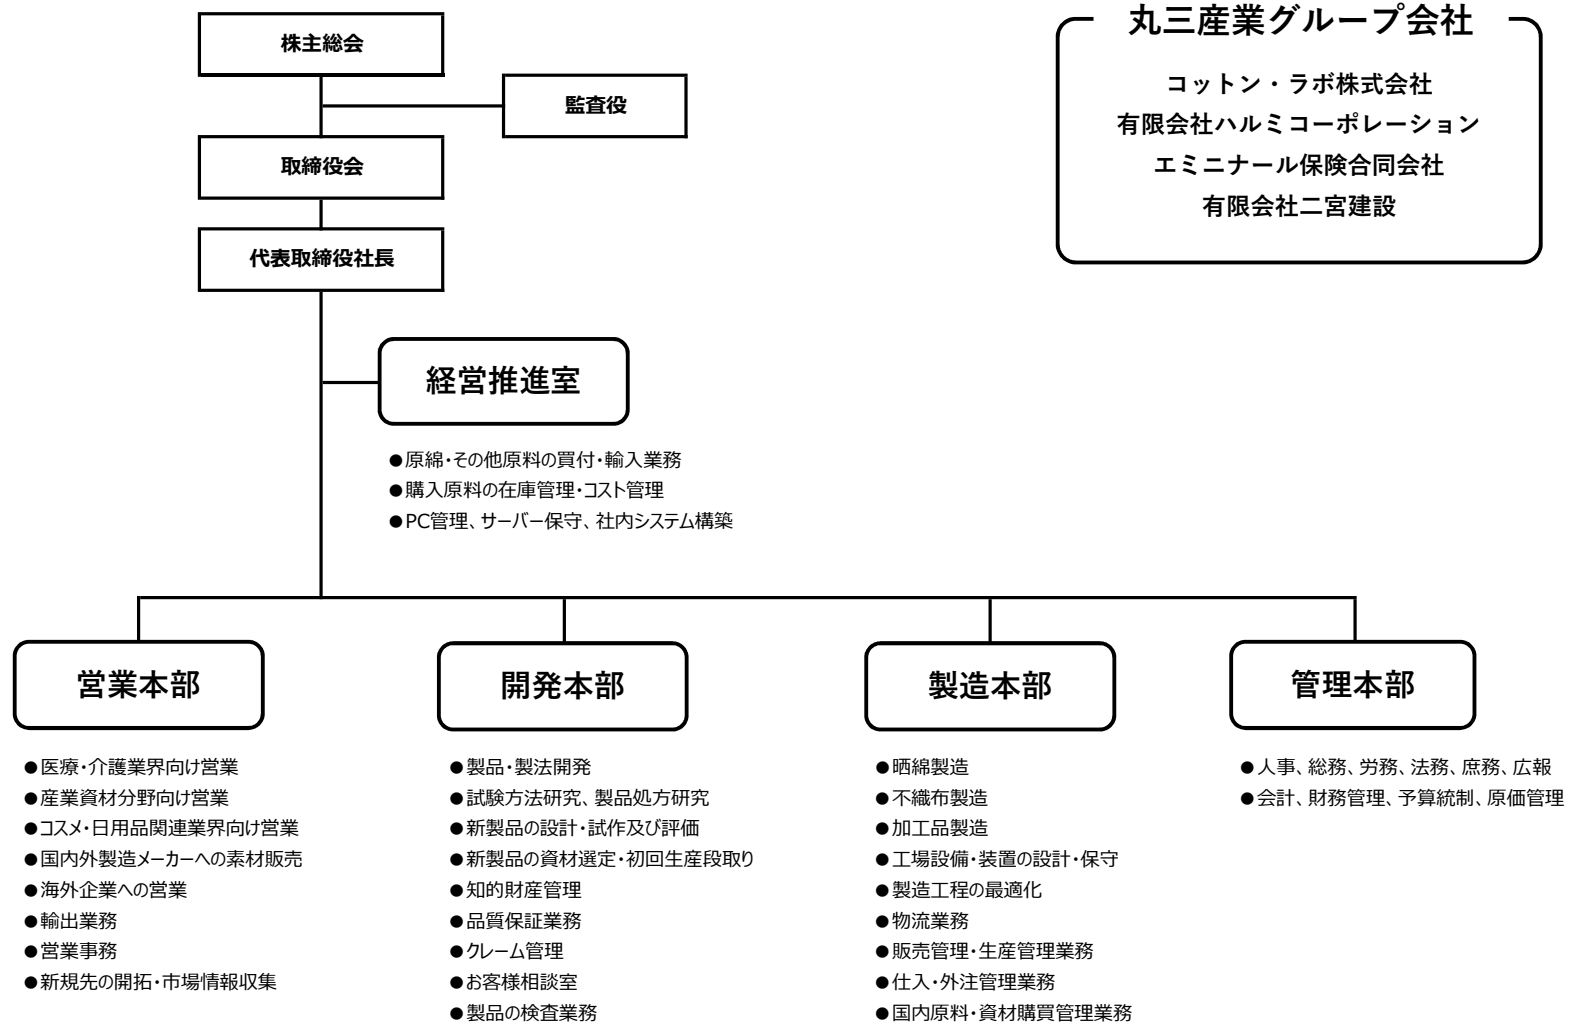 株主総会
監査役
取締役会
代表取締役社長
丸三産業グループ会社
コットン・ラボ株式会社
有限会社ハルミコーポレーション
エミニナール保険合同会社
有限会社二宮建設
経営推進室
●原綿・その他原料の買付・輸入業務
●購入原料の在庫管理・コスト管理
●PC管理、サーバー保守、社内システム構築
営業本部
●医療・介護業界向け営業
●産業資材分野向け営業
●コスメ・日用品関連業界向け営業
●国内外製造メーカーへの素材販売
●海外企業への営業
●輸出業務
●営業事務
●新規先の開拓・市場情報収集
開発本部
●製品・製法開発
●試験方法研究、製品処方研究
●新製品の設計・試作及び評価
●新製品の資材選定・初回生産段取り
●知的財産管理
●品質保証業務
●クレーム管理
●お客様相談室
●製品の検査業務
製造本部
●晒綿製造
●不織布製造
●加工品製造
●工場設備・装置の設計・保守
●製造工程の最適化
●物流業務
●販売管理・生産管理業務
●仕入・外注管理業務
●国内原料・資材購買管理業務
管理本部
●人事、総務、労務、法務、庶務、広報
●会計、財務管理、予算統制、原価管理